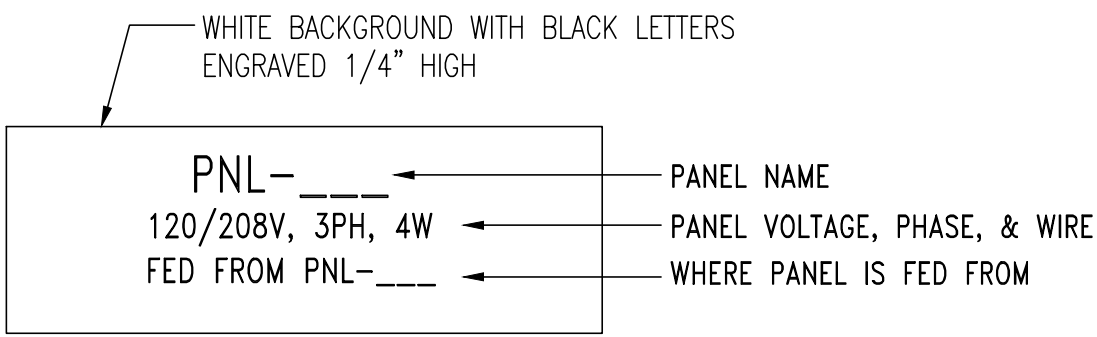 WHITE BACKGROUND WITH BLACK LETTERS
ENGRAVED 1/4" HIGH
PNL-___
PANEL NAME
120/208V, 3PH, 4W
PANEL VOLTAGE, PHASE, & WIRE
FED FROM PNL-___
WHERE PANEL IS FED FROM